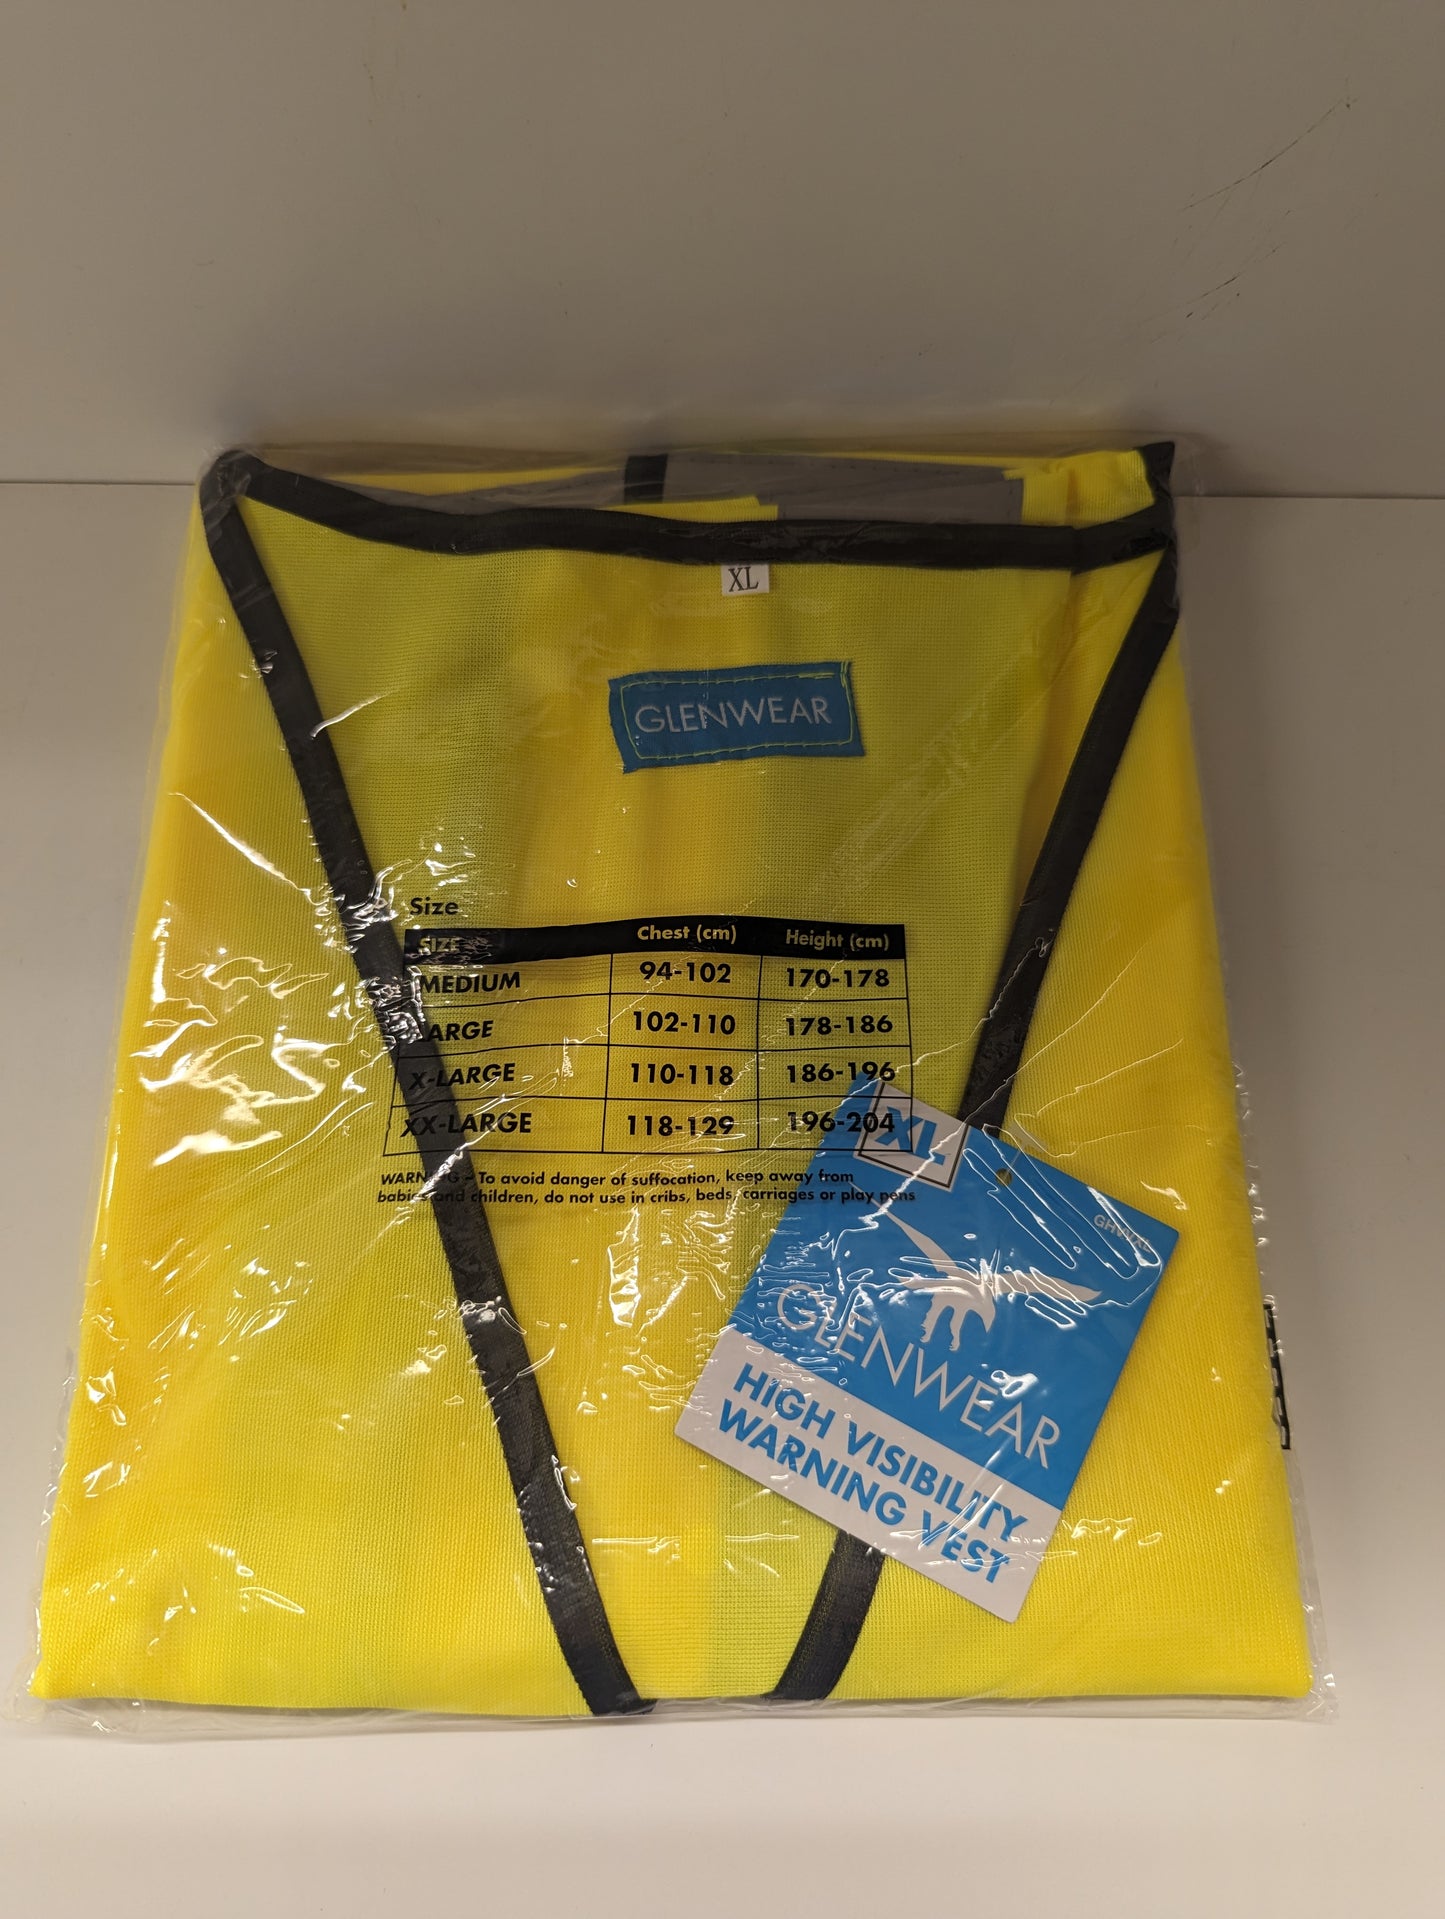 XL
GLENWEAR
Size
SIZE Chest (cm) Height (cm)
MEDIUM 94-102 170-178
LARGE 102-110 178-186
X-LARGE 110-118 186-196
XX-LARGE 118-129 196-204
WARNING - To avoid danger of suffocation, keep away from
babies and children, do not use in cribs, beds, carriages or play pens
XL
GLENWEAR
HIGH VISIBILITY
WARNING VEST